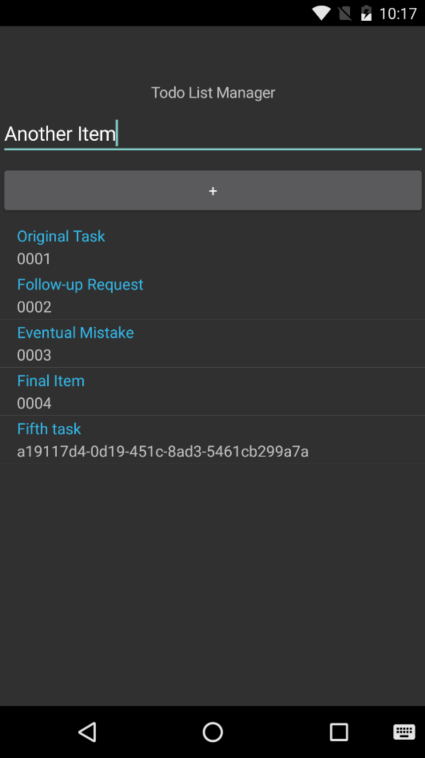 10:17
Todo List Manager
Another Item
+
Original Task
0001
Follow-up Request
0002
Eventual Mistake
0003
Final Item
0004
Fifth task
a19117d4-0d19-451c-8ad3-5461cb299a7a